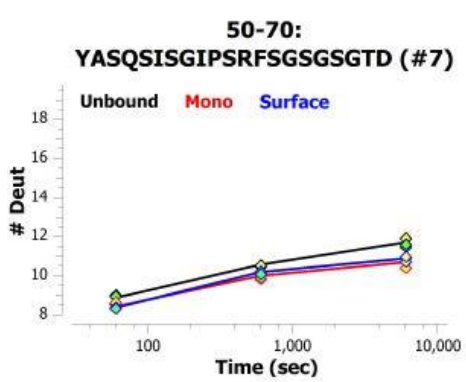 50-70:
YASQSISGIPSRFSGSGSGTD (#7)
Unbound Mono Surface
18
16
14
12
10
8
# Deut
100 1,000 10,000
Time (sec)